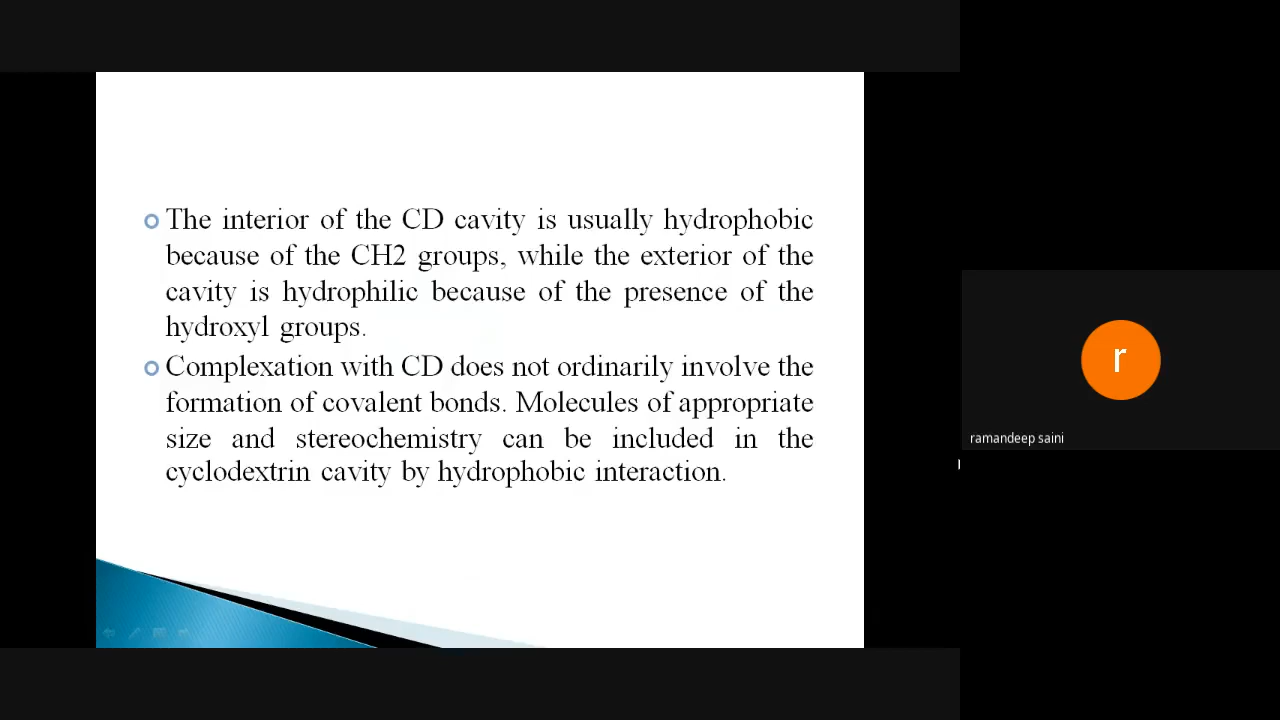 The interior of the CD cavity is usually hydrophobic
because of the CH2 groups, while the exterior of the
cavity is hydrophilic because of the presence of the
hydroxyl groups.
Complexation with CD does not ordinarily involve the
formation of covalent bonds. Molecules of appropriate
size and stereochemistry can be included in the
cyclodextrin cavity by hydrophobic interaction.
r
ramandeep saini